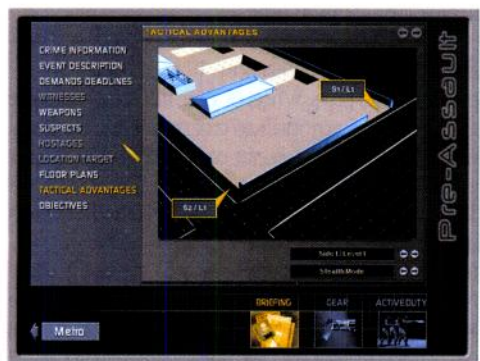 TACTICAL ADVANTAGES
CRIME INFORMATION
EVENT DESCRIPTION
DEMANDS DEADLINES
WITNESSES
WEAPONS
SUSPECTS
HOSTAGES
LOCATION TARGET
FLOOR PLANS
TACTICAL ADVANTAGES
OBJECTIVES
S1 / L1
S2 / L1
Side 1 / Level 1
Stealth Mode
Pre-Assault
BRIEFING
GEAR
ACTIVE DUTY
Metro